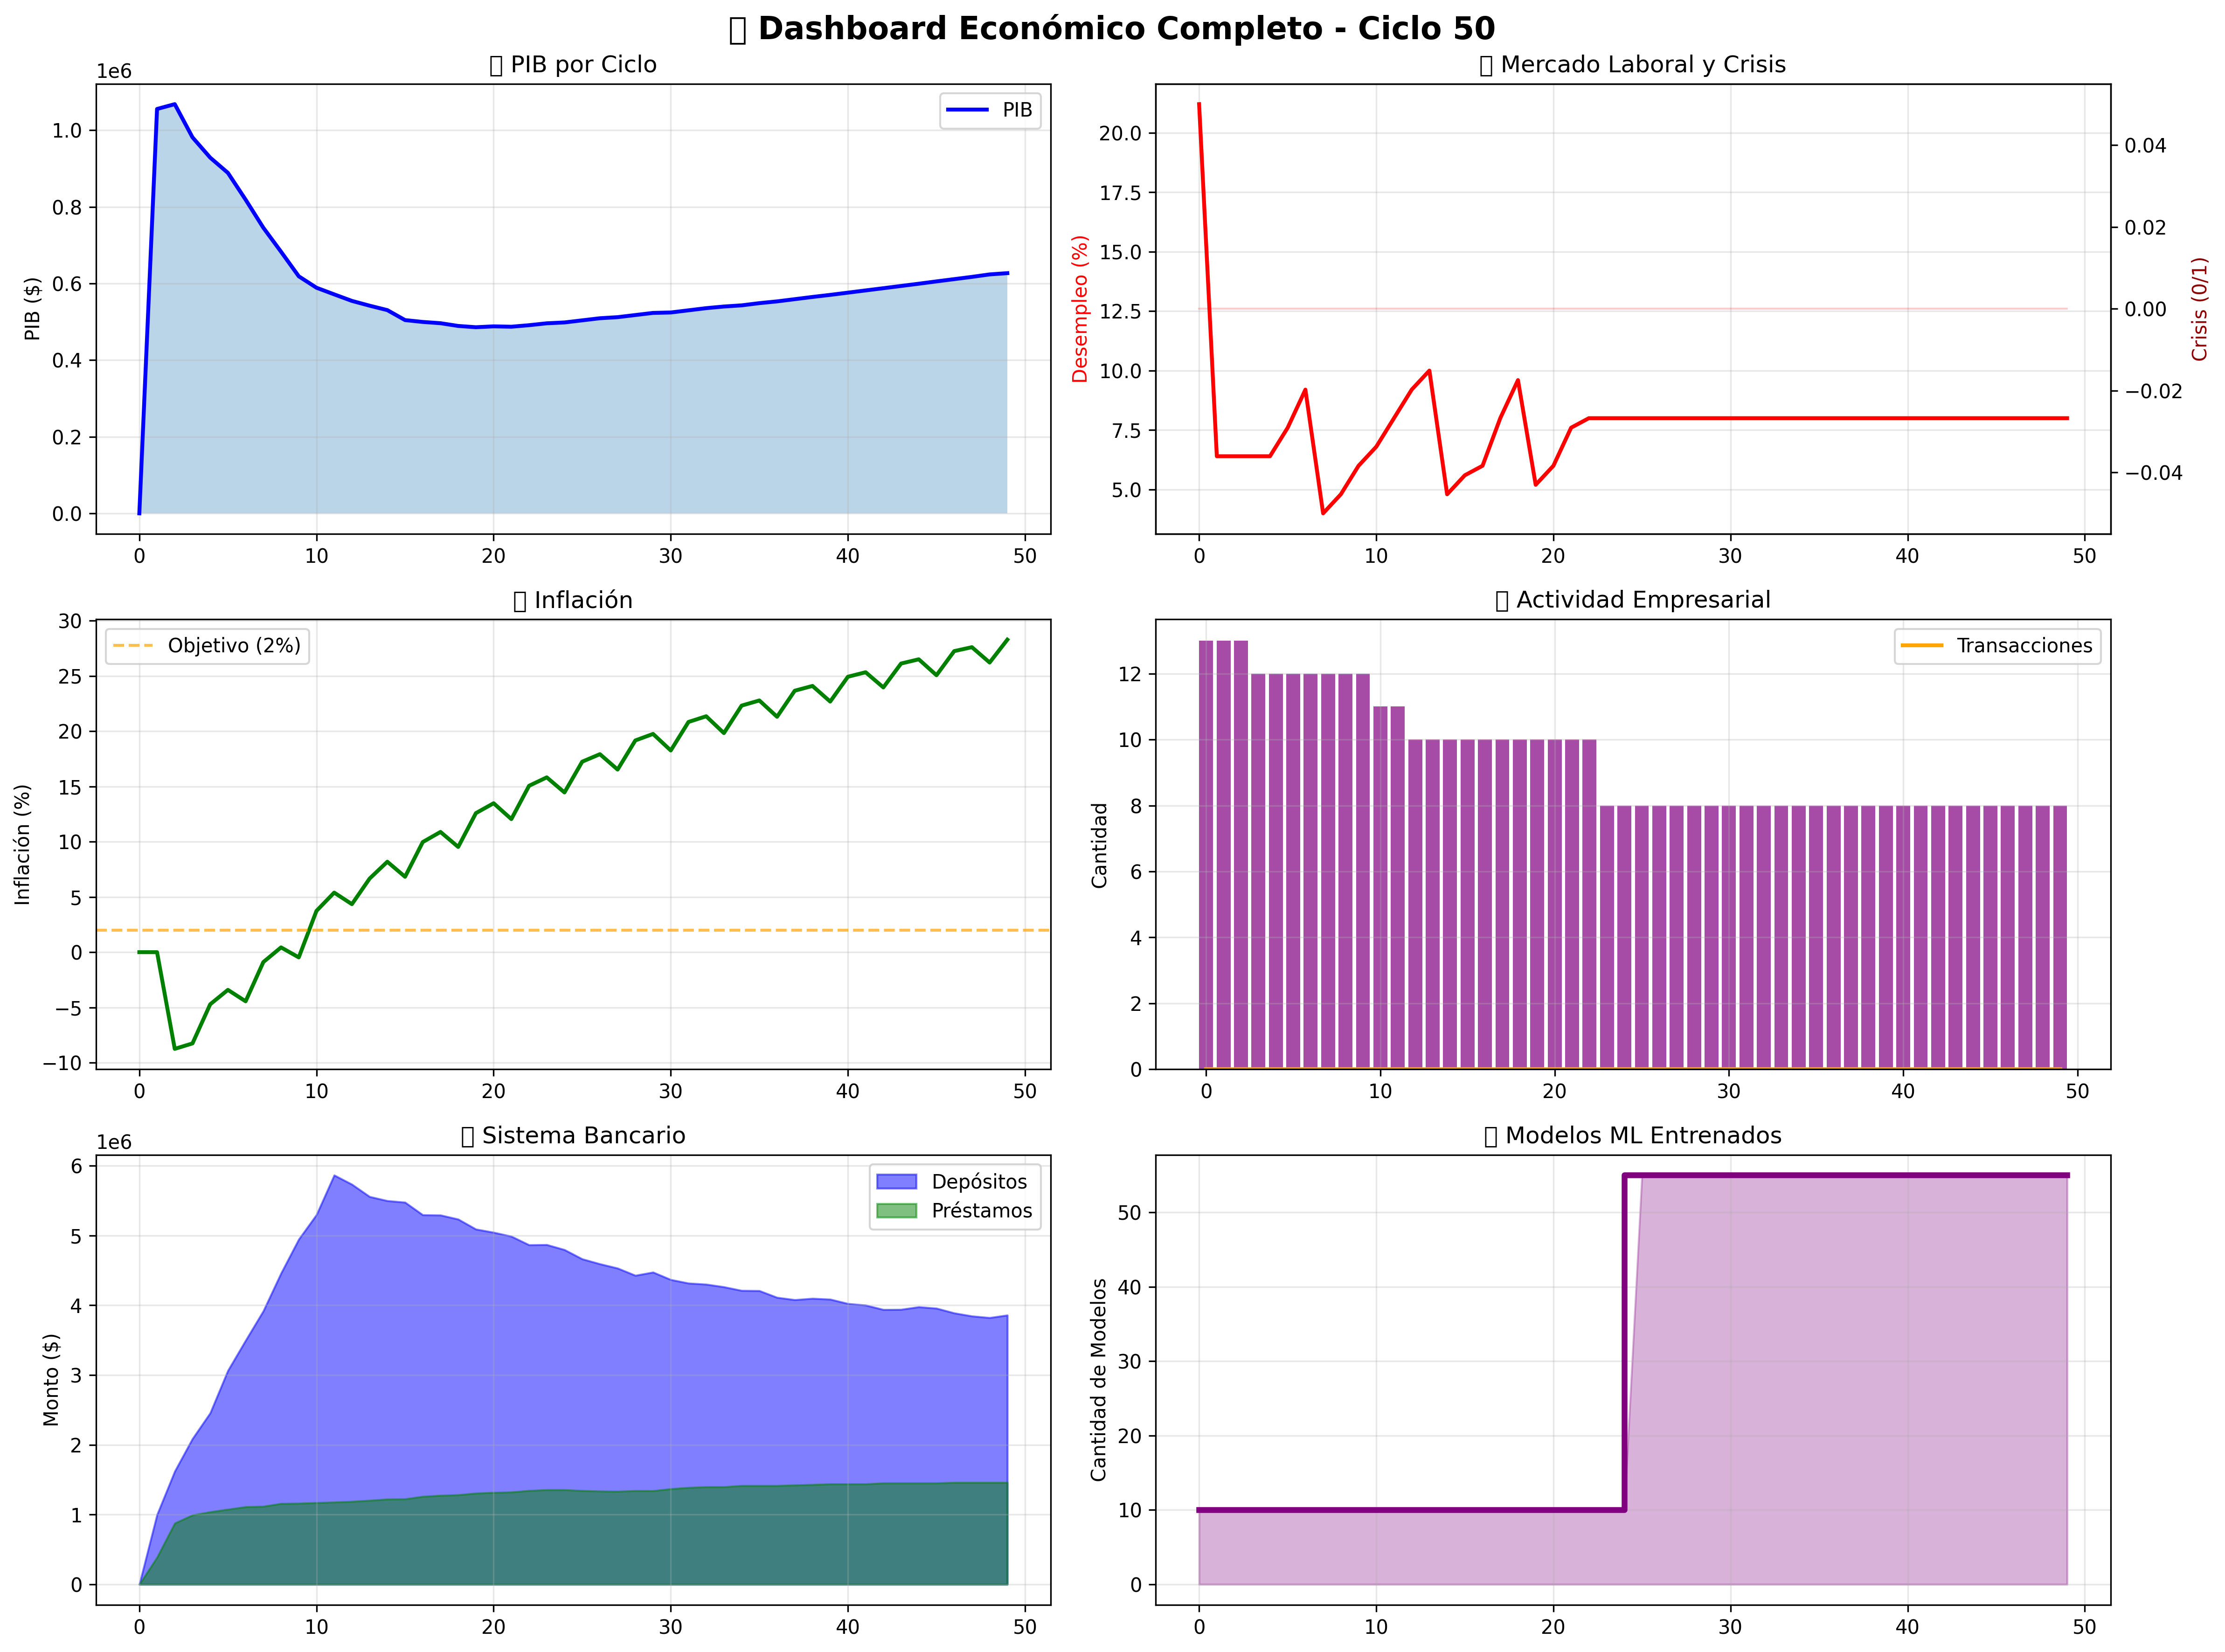 Dashboard Económico Completo - Ciclo 50
PIB por Ciclo
1e6
PIB ($)
1.0
0.8
0.6
0.4
0.2
0.0
0 10 20 30 40 50
PIB
Mercado Laboral y Crisis
Desempleo (%)
20.0
17.5
15.0
12.5
10.0
7.5
5.0
0 10 20 30 40 50
0.04
0.02
0.00
−0.02
−0.04
Crisis (0/1)
Inflación
Inflación (%)
30
25
20
15
10
5
0
−5
−10
0 10 20 30 40 50
Objetivo (2%)
Actividad Empresarial
Cantidad
12
10
8
6
4
2
0
0 10 20 30 40 50
Transacciones
Sistema Bancario
1e6
Monto ($)
6
5
4
3
2
1
0
0 10 20 30 40 50
Depósitos
Préstamos
Modelos ML Entrenados
Cantidad de Modelos
50
40
30
20
10
0
0 10 20 30 40 50